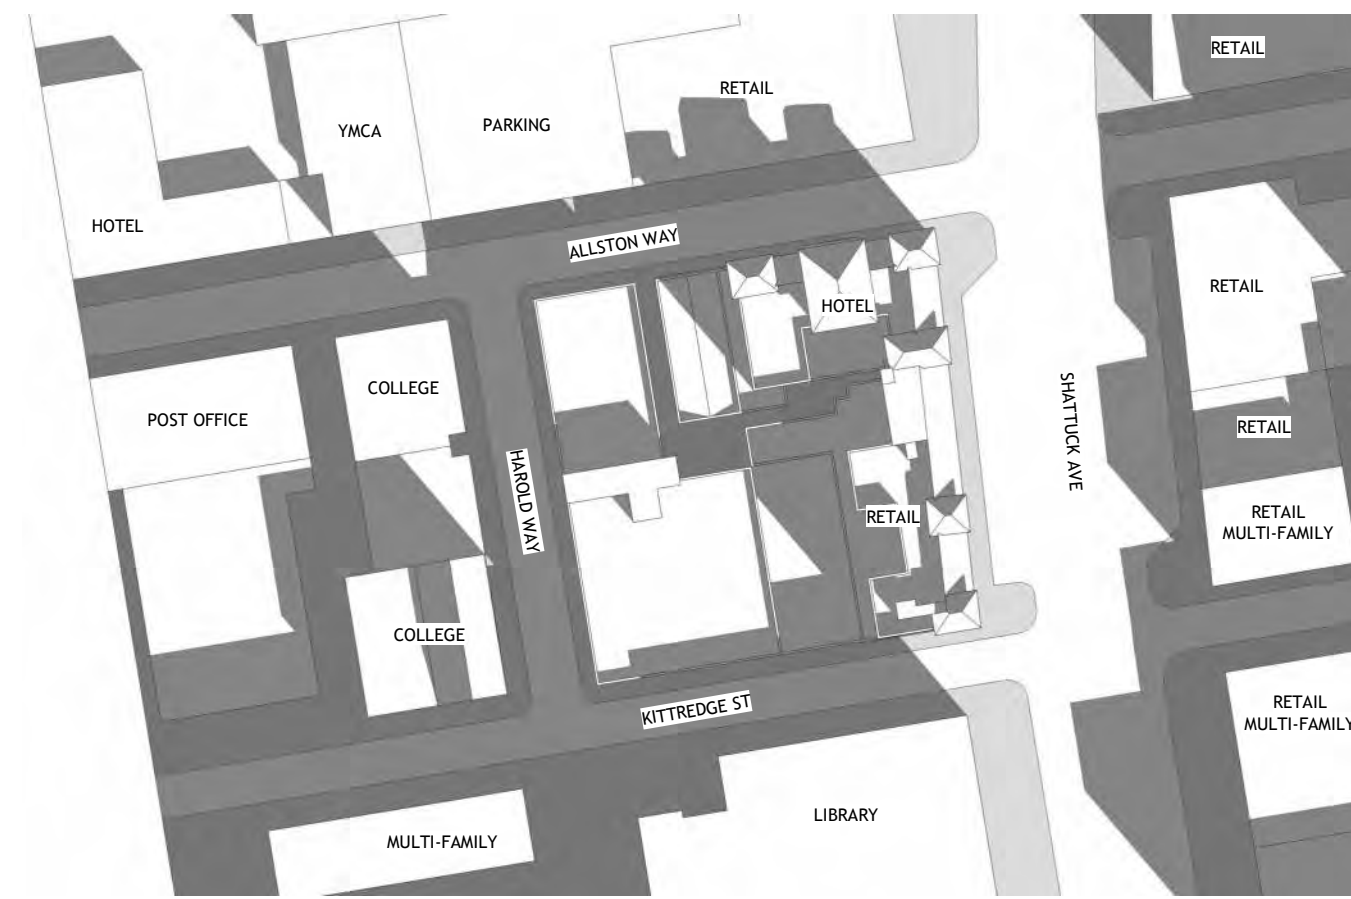 RETAIL
RETAIL
YMCA
PARKING
HOTEL
ALLSTON WAY
HOTEL
RETAIL
COLLEGE
POST OFFICE
SHATTUCK AVE
RETAIL
HAROLD WAY
RETAIL
RETAIL
MULTI-FAMILY
COLLEGE
KITTREDGE ST
RETAIL
MULTI-FAMILY
LIBRARY
MULTI-FAMILY